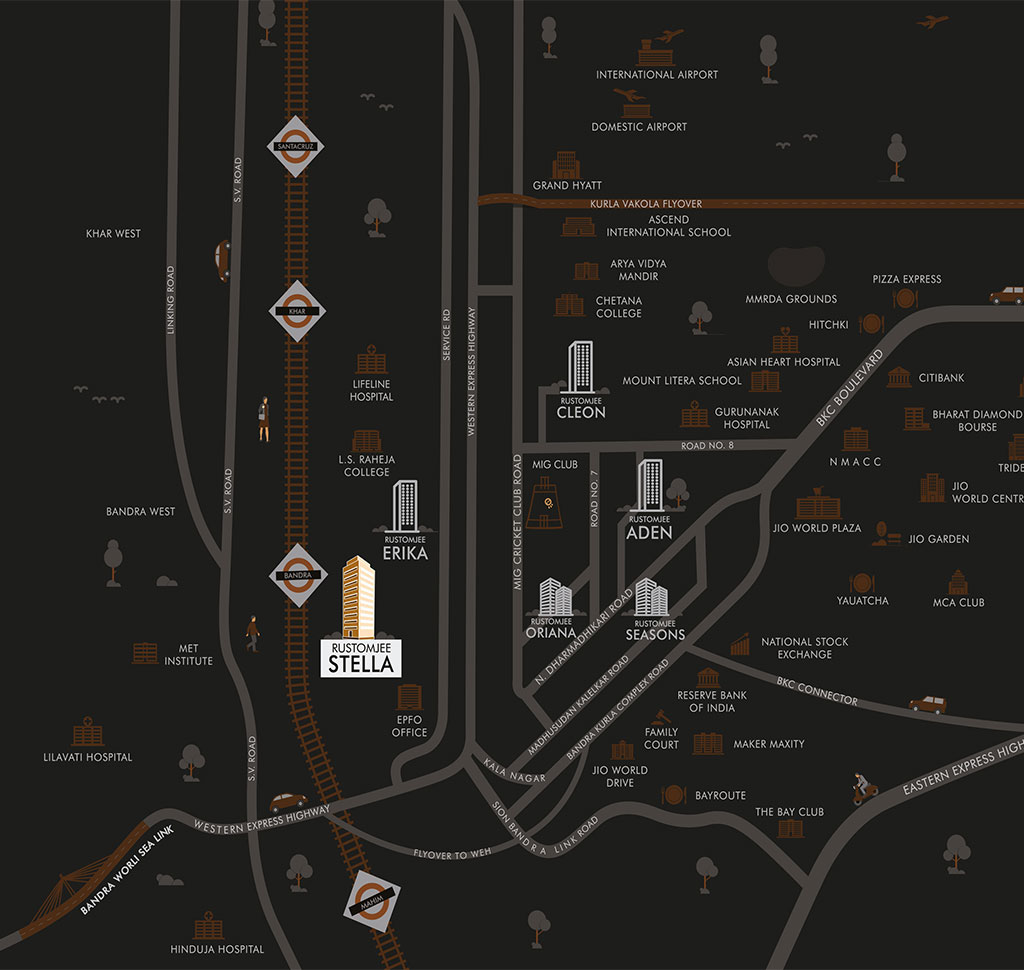 INTERNATIONAL AIRPORT
DOMESTIC AIRPORT
SANTACRUZ
S.V. ROAD
GRAND HYATT
KURLA VAKOLA FLYOVER
ASCEND
INTERNATIONAL SCHOOL
KHAR WEST
ARYA VIDYA
MANDIR
LINKING ROAD
PIZZA EXPRESS
MMRDA GROUNDS
CHETANA
COLLEGE
KHAR
HITCHKI
SERVICE RD
WESTERN EXPRESS HIGHWAY
ASIAN HEART HOSPITAL
BKC BOULEVARD
LIFELINE
HOSPITAL
MOUNT LITERA SCHOOL
CITIBANK
RUSTOMJEE
CLEON
GURUNANAK
HOSPITAL
BHARAT DIAMOND
BOURSE
ROAD NO. 8
L.S. RAHEJA
COLLEGE
MIG CLUB
NMACC
TRIDE
S.V. ROAD
MIG CRICKET CLUB ROAD
ROAD NO. 7
JIO
WORLD CENTR
BANDRA WEST
RUSTOMJEE
ERIKA
RUSTOMJEE
ADEN
JIO WORLD PLAZA
JIO GARDEN
BANDRA
YAUATCHA
MCA CLUB
RUSTOMJEE
ORIANA
RUSTOMJEE
SEASONS
N. DHARMADHIKARI ROAD
RUSTOMJEE
STELLA
MET
INSTITUTE
NATIONAL STOCK
EXCHANGE
MADHUSUDAN KALELKAR ROAD
BANDRA KURLA COMPLEX ROAD
BKC CONNECTOR
RESERVE BANK
OF INDIA
EPFO
OFFICE
FAMILY
COURT
MAKER MAXITY
LILAVATI HOSPITAL
S.V. ROAD
KALA NAGAR
JIO WORLD
DRIVE
EASTERN EXPRESS HIGH
BAYROUTE
THE BAY CLUB
WESTERN EXPRESS HIGHWAY
SION BANDRA LINK ROAD
FLYOVER TO WEH
BANDRA WORLI SEA LINK
MAHIM
HINDUJA HOSPITAL